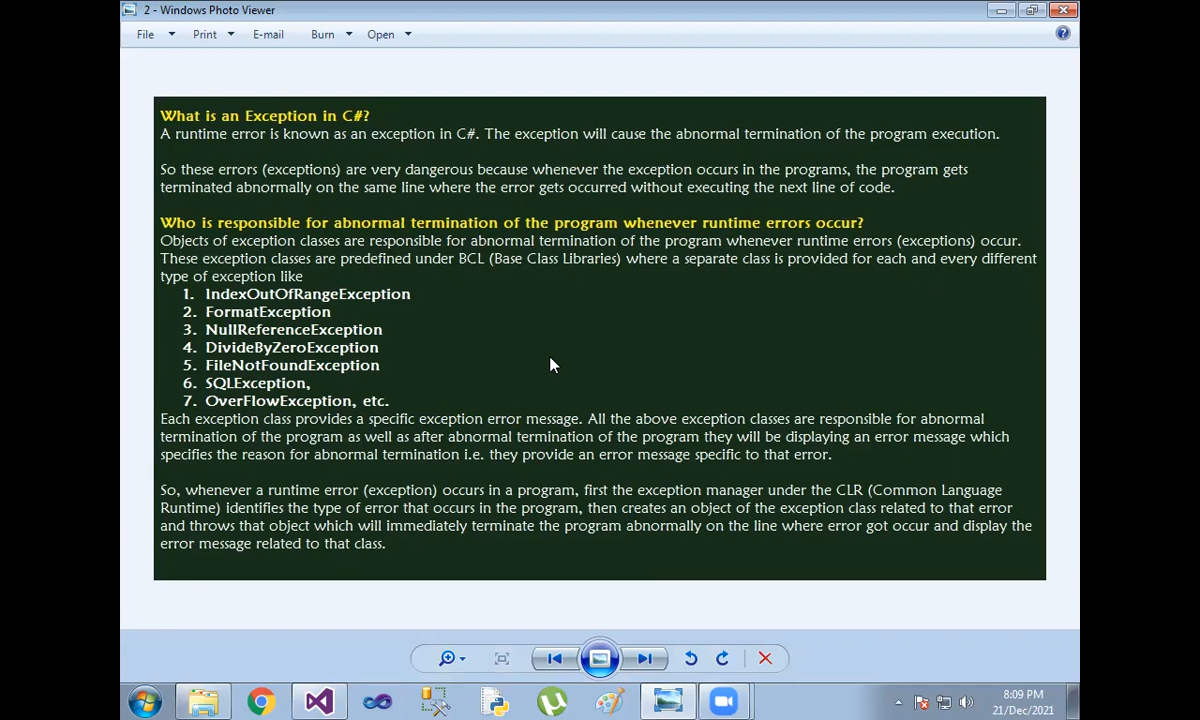 2 - Windows Photo Viewer
File Print E-mail Burn Open
What is an Exception in C#?
A runtime error is known as an exception in C#. The exception will cause the abnormal termination of the program execution.
So these errors (exceptions) are very dangerous because whenever the exception occurs in the programs, the program gets
terminated abnormally on the same line where the error gets occurred without executing the next line of code.
Who is responsible for abnormal termination of the program whenever runtime errors occur?
Objects of exception classes are responsible for abnormal termination of the program whenever runtime errors (exceptions) occur.
These exception classes are predefined under BCL (Base Class Libraries) where a separate class is provided for each and every different
type of exception like
1. IndexOutOfRangeException
2. FormatException
3. NullReferenceException
4. DivideByZeroException
5. FileNotFoundException
6. SQLException,
7. OverFlowException, etc.
Each exception class provides a specific exception error message. All the above exception classes are responsible for abnormal
termination of the program as well as after abnormal termination of the program they will be displaying an error message which
specifies the reason for abnormal termination i.e. they provide an error message specific to that error.
So, whenever a runtime error (exception) occurs in a program, first the exception manager under the CLR (Common Language
Runtime) identifies the type of error that occurs in the program, then creates an object of the exception class related to that error
and throws that object which will immediately terminate the program abnormally on the line where error got occur and display the
error message related to that class.
8:09 PM
21/Dec/2021